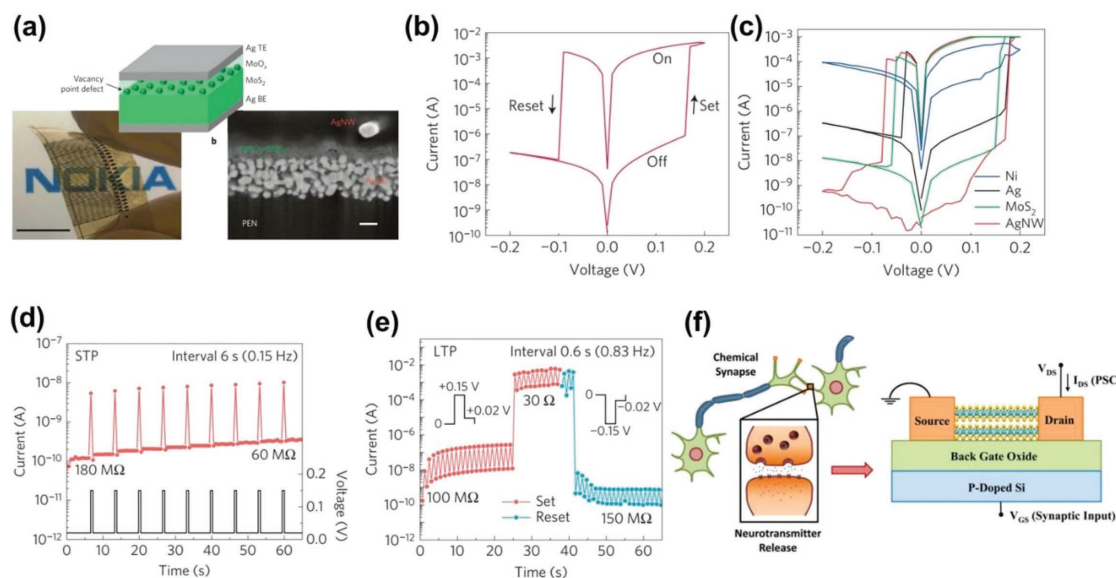 (a)
Ag TE
MoOₓ
MoS₂
Ag BE
Vacancy
point defect
b
NOKIA
AgNW
PEN
(b)
Current (A)
10⁻¹
10⁻²
10⁻³
10⁻⁴
10⁻⁵
10⁻⁶
10⁻⁷
10⁻⁸
10⁻⁹
10⁻¹⁰
On
Reset
Set
Off
−0.2
−0.1
0.0
0.1
0.2
Voltage (V)
(c)
Current (A)
10⁻³
10⁻⁴
10⁻⁵
10⁻⁶
10⁻⁷
10⁻⁸
10⁻⁹
10⁻¹⁰
10⁻¹¹
Ni
Ag
MoS₂
AgNW
−0.2
−0.1
0.0
0.1
0.2
Voltage (V)
(d)
STP
Interval 6 s (0.15 Hz)
Current (A)
10⁻⁷
10⁻⁸
10⁻⁹
10⁻¹⁰
10⁻¹¹
10⁻¹²
180 MΩ
60 MΩ
0.2
0.1
0.0
Voltage (V)
0
10
20
30
40
50
60
Time (s)
(e)
LTP
Interval 0.6 s (0.83 Hz)
Current (A)
10⁰
10⁻²
10⁻⁴
10⁻⁶
10⁻⁸
10⁻¹⁰
10⁻¹²
+0.15 V
+0.02 V
0
30 Ω
0
−0.02 V
−0.15 V
100 MΩ
Set
Reset
150 MΩ
0
10
20
30
40
50
60
Time (s)
(f)
Chemical
Synapse
Neurotransmitter
Release
V_DS
I_DS (PSC
Source
Drain
Back Gate Oxide
P-Doped Si
V_GS (Synaptic Input)